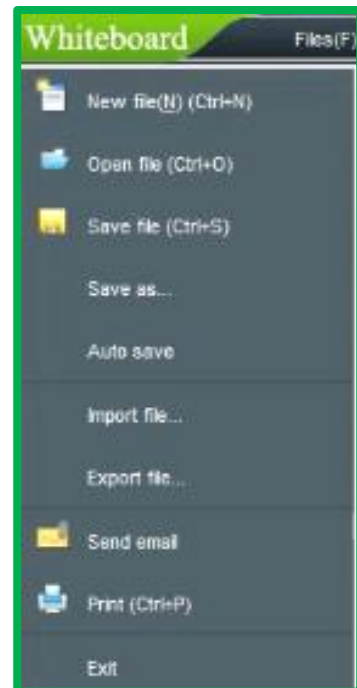 Whiteboard Files(F)
New file(N) (Ctrl+N)
Open file (Ctrl+O)
Save file (Ctrl+S)
Save as...
Auto save
Import file...
Export file...
Send email
Print (Ctrl+P)
Exit